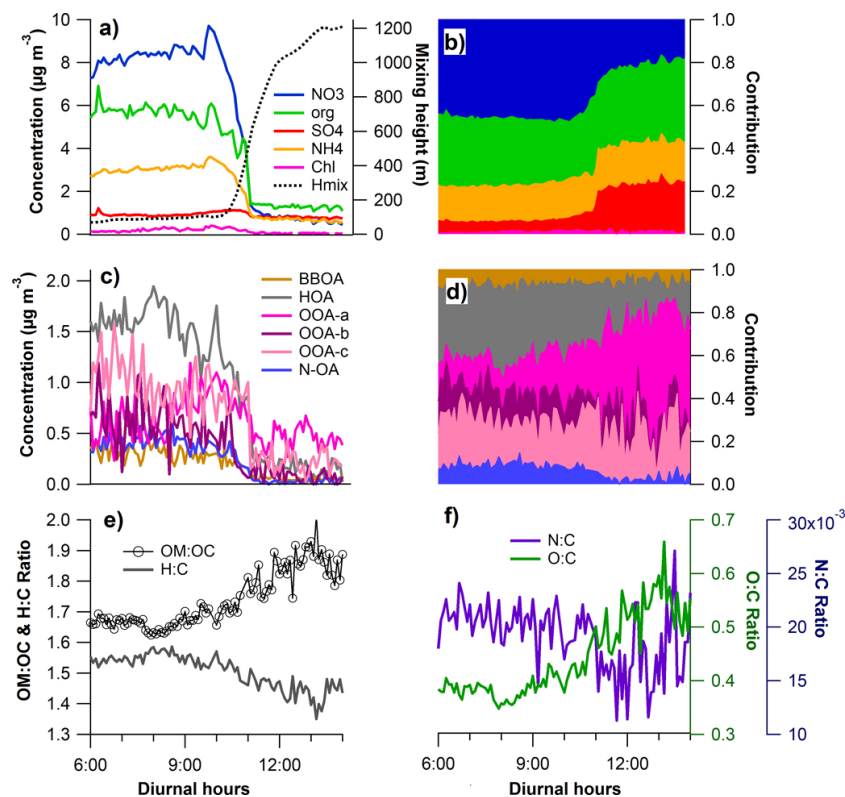 a)
10
8
6
4
2
0
Concentration (µg m⁻³)
NO3
org
SO4
NH4
Chl
Hmix
1200
1000
800
600
400
200
0
Mixing height (m)
b)
1.0
0.8
0.6
0.4
0.2
0.0
Contribution
c)
2.0
1.5
1.0
0.5
0.0
Concentration (µg m⁻³)
BBOA
HOA
OOA-a
OOA-b
OOA-c
N-OA
d)
1.0
0.8
0.6
0.4
0.2
0.0
Contribution
e)
2.0
1.9
1.8
1.7
1.6
1.5
1.4
1.3
OM:OC & H:C Ratio
OM:OC
H:C
6:00
9:00
12:00
Diurnal hours
f)
N:C
O:C
0.7
0.6
0.5
0.4
0.3
O:C Ratio
30x10⁻³
25
20
15
10
N:C Ratio
6:00
9:00
12:00
Diurnal hours